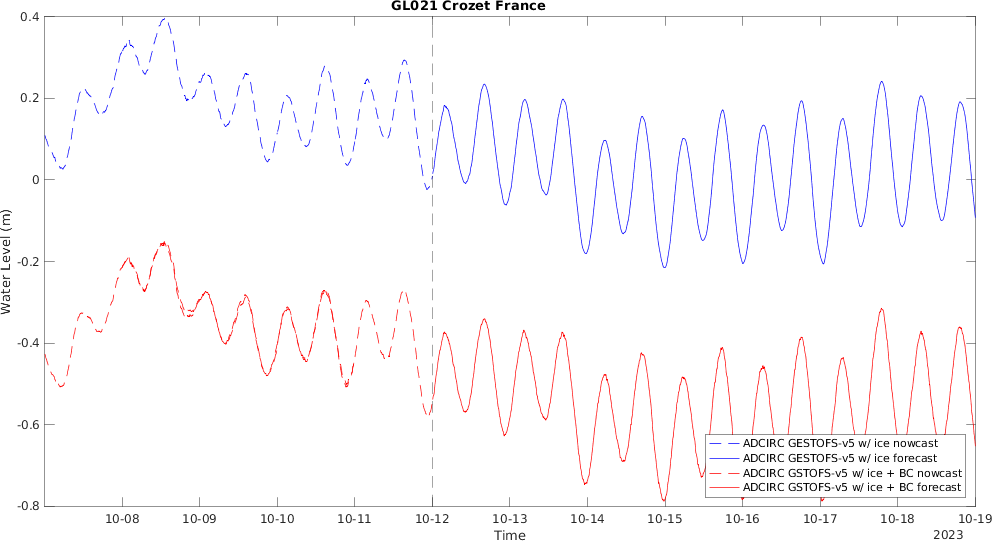 GL021 Crozet France
0.4
0.2
0
-0.2
-0.4
-0.6
-0.8
Water Level (m)
ADCIRC GESTOFS-v5 w/ ice nowcast
ADCIRC GESTOFS-v5 w/ ice forecast
ADCIRC GSTOFS-v5 w/ ice + BC nowcast
ADCIRC GSTOFS-v5 w/ ice + BC forecast
10-08 10-09 10-10 10-11 10-12 10-13 10-14 10-15 10-16 10-17 10-18 10-19
Time
2023